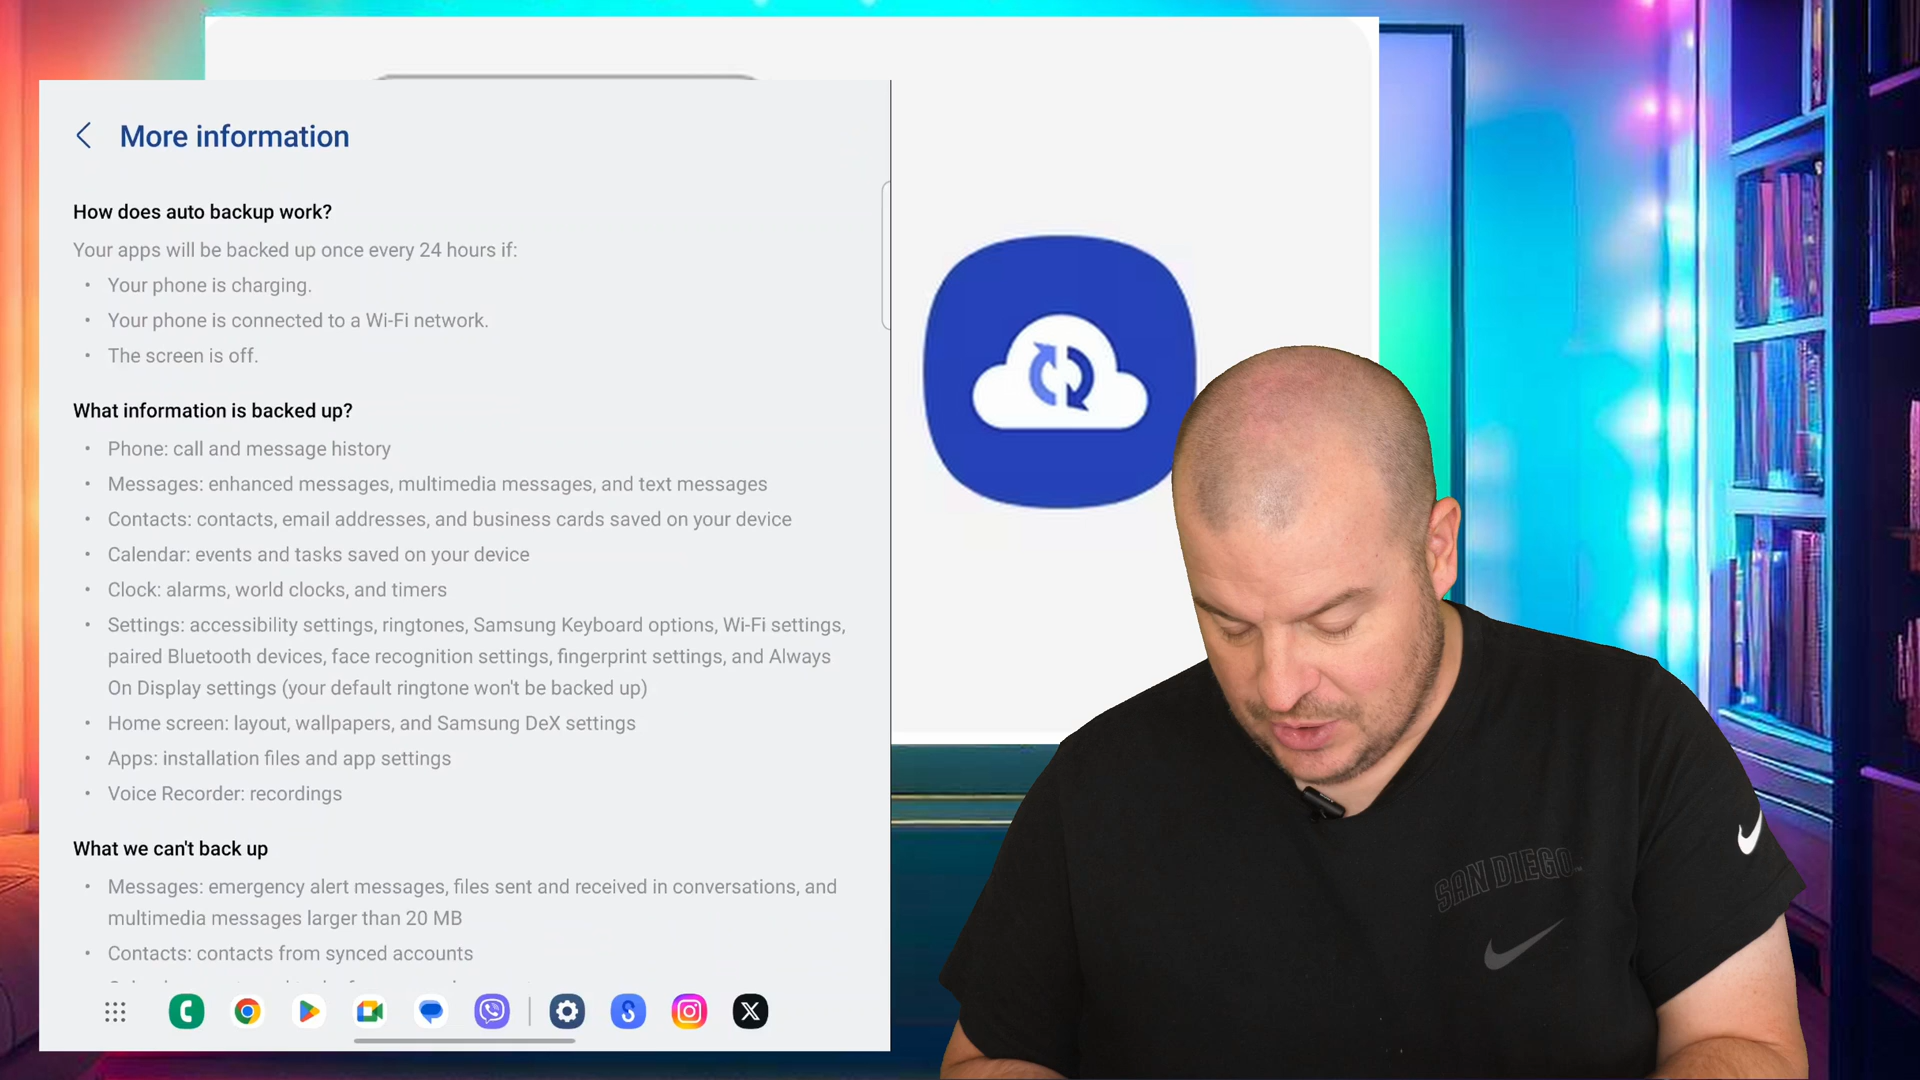 More information
How does auto backup work?
Your apps will be backed up once every 24 hours if:
• Your phone is charging.
• Your phone is connected to a Wi-Fi network.
• The screen is off.
What information is backed up?
• Phone: call and message history
• Messages: enhanced messages, multimedia messages, and text messages
• Contacts: contacts, email addresses, and business cards saved on your device
• Calendar: events and tasks saved on your device
• Clock: alarms, world clocks, and timers
• Settings: accessibility settings, ringtones, Samsung Keyboard options, Wi-Fi settings,
paired Bluetooth devices, face recognition settings, fingerprint settings, and Always
On Display settings (your default ringtone won't be backed up)
• Home screen: layout, wallpapers, and Samsung DeX settings
• Apps: installation files and app settings
• Voice Recorder: recordings
What we can't back up
• Messages: emergency alert messages, files sent and received in conversations, and
multimedia messages larger than 20 MB
• Contacts: contacts from synced accounts
SAN DIEGO